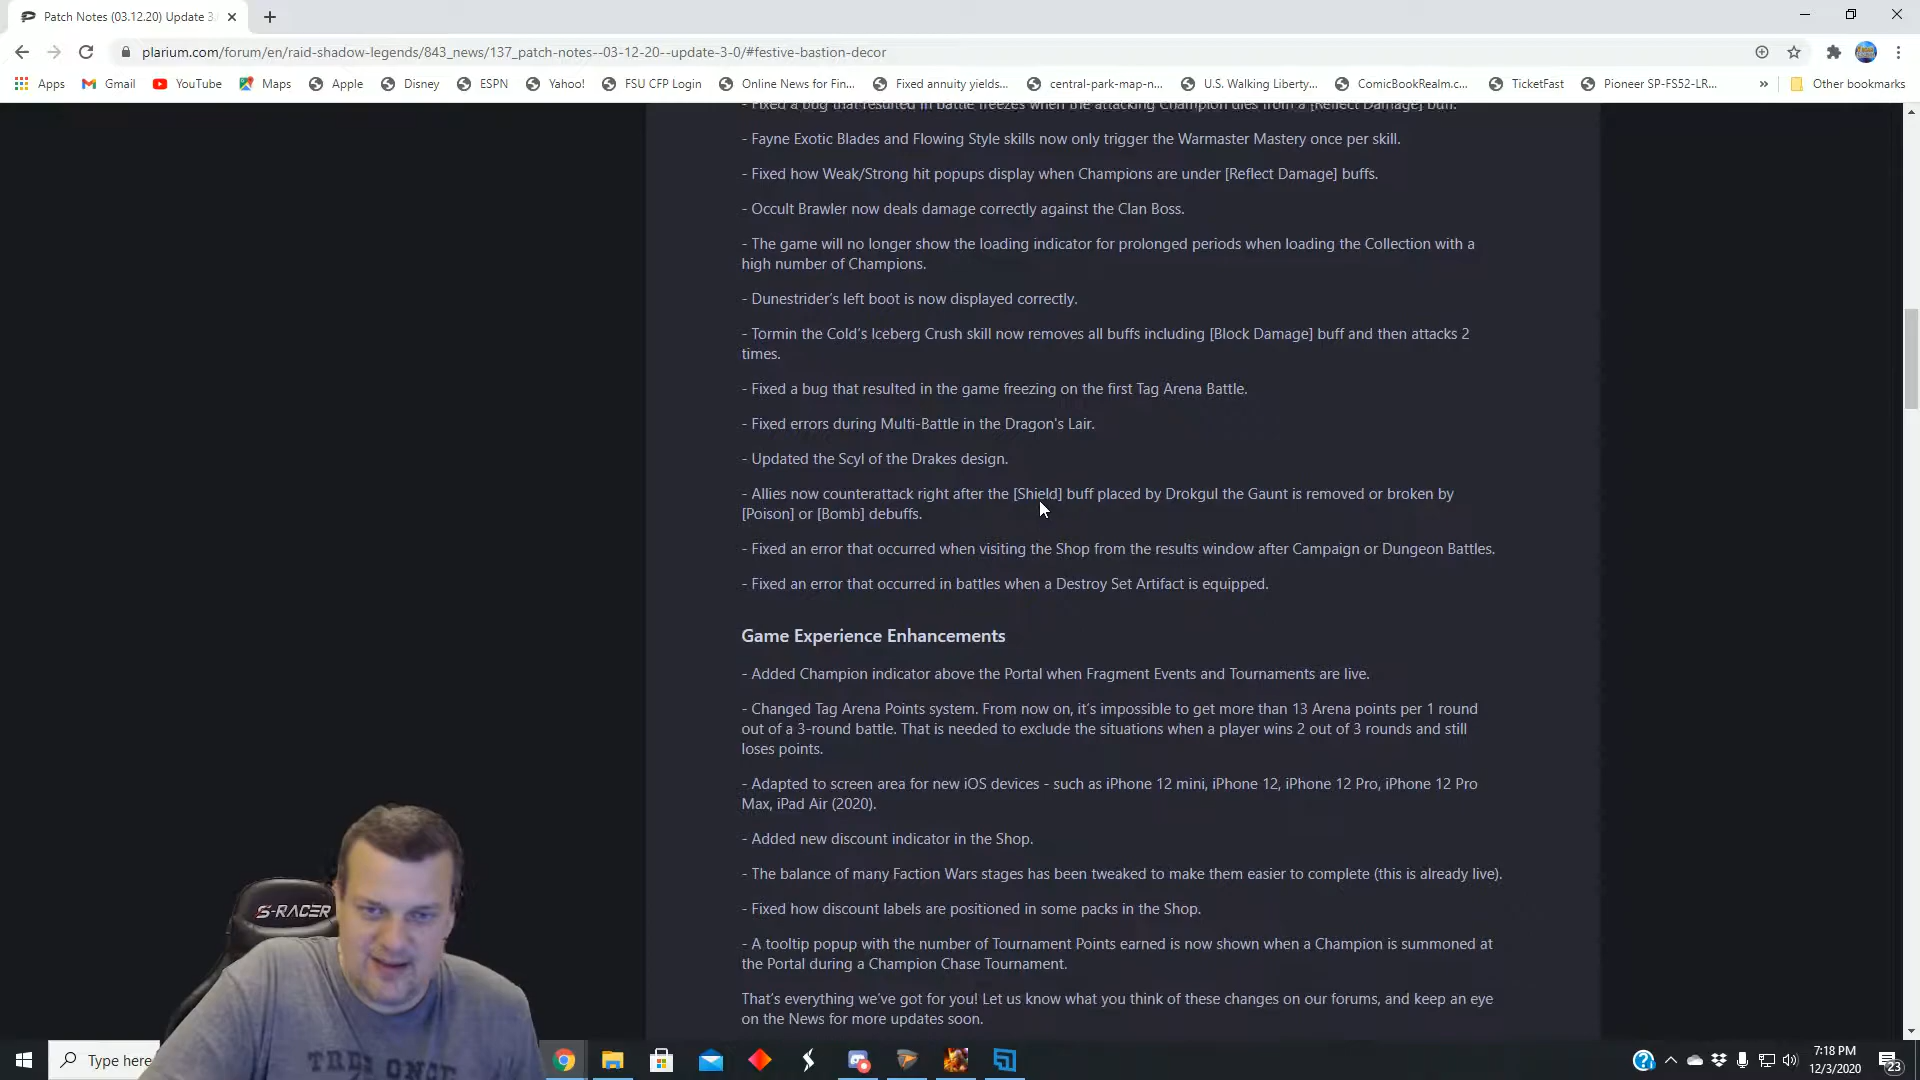 Patch Notes (03.12.20) Update 3.
plarium.com/forum/en/raid-shadow-legends/843_news/137_patch-notes--03-12-20--update-3-0/#festive-bastion-decor
Apps Gmail YouTube Maps Apple Disney ESPN Yahoo! FSU CFP Login Online News for Fin... Fixed annuity yields... central-park-map-n... U.S. Walking Liberty... ComicBookRealm.c... TicketFast Pioneer SP-FS52-LR... » Other bookmarks
- Fixed a bug that resulted in battle freezes when the attacking Champion dies from a [Reflect Damage] buff.
- Fayne Exotic Blades and Flowing Style skills now only trigger the Warmaster Mastery once per skill.
- Fixed how Weak/Strong hit popups display when Champions are under [Reflect Damage] buffs.
- Occult Brawler now deals damage correctly against the Clan Boss.
- The game will no longer show the loading indicator for prolonged periods when loading the Collection with a
high number of Champions.
- Dunestrider’s left boot is now displayed correctly.
- Tormin the Cold’s Iceberg Crush skill now removes all buffs including [Block Damage] buff and then attacks 2
times.
- Fixed a bug that resulted in the game freezing on the first Tag Arena Battle.
- Fixed errors during Multi-Battle in the Dragon's Lair.
- Updated the Scyl of the Drakes design.
- Allies now counterattack right after the [Shield] buff placed by Drokgul the Gaunt is removed or broken by
[Poison] or [Bomb] debuffs.
- Fixed an error that occurred when visiting the Shop from the results window after Campaign or Dungeon Battles.
- Fixed an error that occurred in battles when a Destroy Set Artifact is equipped.
Game Experience Enhancements
- Added Champion indicator above the Portal when Fragment Events and Tournaments are live.
- Changed Tag Arena Points system. From now on, it’s impossible to get more than 13 Arena points per 1 round
out of a 3-round battle. That is needed to exclude the situations when a player wins 2 out of 3 rounds and still
loses points.
- Adapted to screen area for new iOS devices - such as iPhone 12 mini, iPhone 12, iPhone 12 Pro, iPhone 12 Pro
Max, iPad Air (2020).
- Added new discount indicator in the Shop.
- The balance of many Faction Wars stages has been tweaked to make them easier to complete (this is already live).
- Fixed how discount labels are positioned in some packs in the Shop.
- A tooltip popup with the number of Tournament Points earned is now shown when a Champion is summoned at
the Portal during a Champion Chase Tournament.
That’s everything we’ve got for you! Let us know what you think of these changes on our forums, and keep an eye
on the News for more updates soon.
S-RACER
Type here
7:18 PM
12/3/2020
23